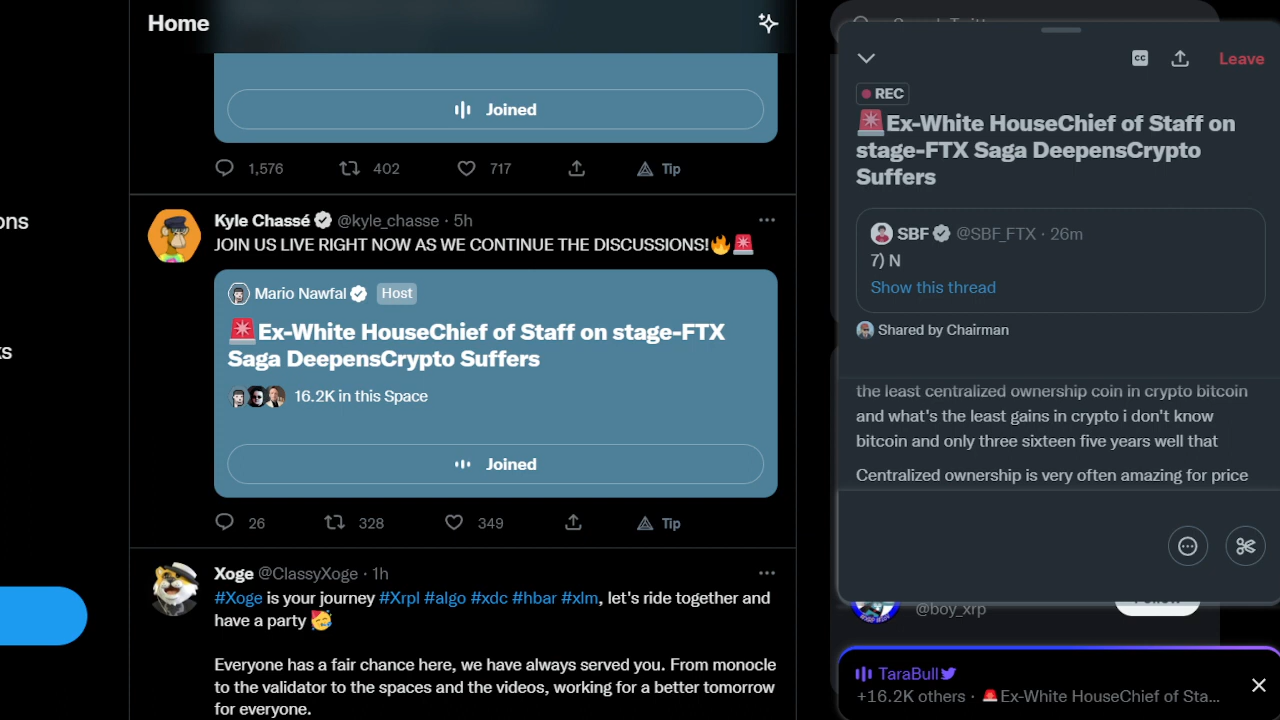 Home
Joined
1,576
402
717
Tip
ons
Kyle Chassé @kyle_chasse · 5h
JOIN US LIVE RIGHT NOW AS WE CONTINUE THE DISCUSSIONS!🔥🚨
Mario Nawfal Host
🚨Ex-White HouseChief of Staff on stage-FTX
Saga DeepensCrypto Suffers
16.2K in this Space
Joined
26
328
349
Tip
Xoge @ClassyXoge · 1h
#Xoge is your journey #Xrpl #algo #xdc #hbar #xlm, let's ride together and
have a party 🥳
Everyone has a fair chance here, we have always served you. From monocle
to the validator to the spaces and the videos, working for a better tomorrow
for everyone.
CC
Leave
REC
🚨Ex-White HouseChief of Staff on
stage-FTX Saga DeepensCrypto
Suffers
SBF @SBF_FTX · 26m
7) N
Show this thread
Shared by Chairman
the least centralized ownership coin in crypto bitcoin
and what's the least gains in crypto i don't know
bitcoin and only three sixteen five years well that
Centralized ownership is very often amazing for price
@boy_xrp
TaraBull
+16.2K others · 🚨Ex-White HouseChief of Sta...